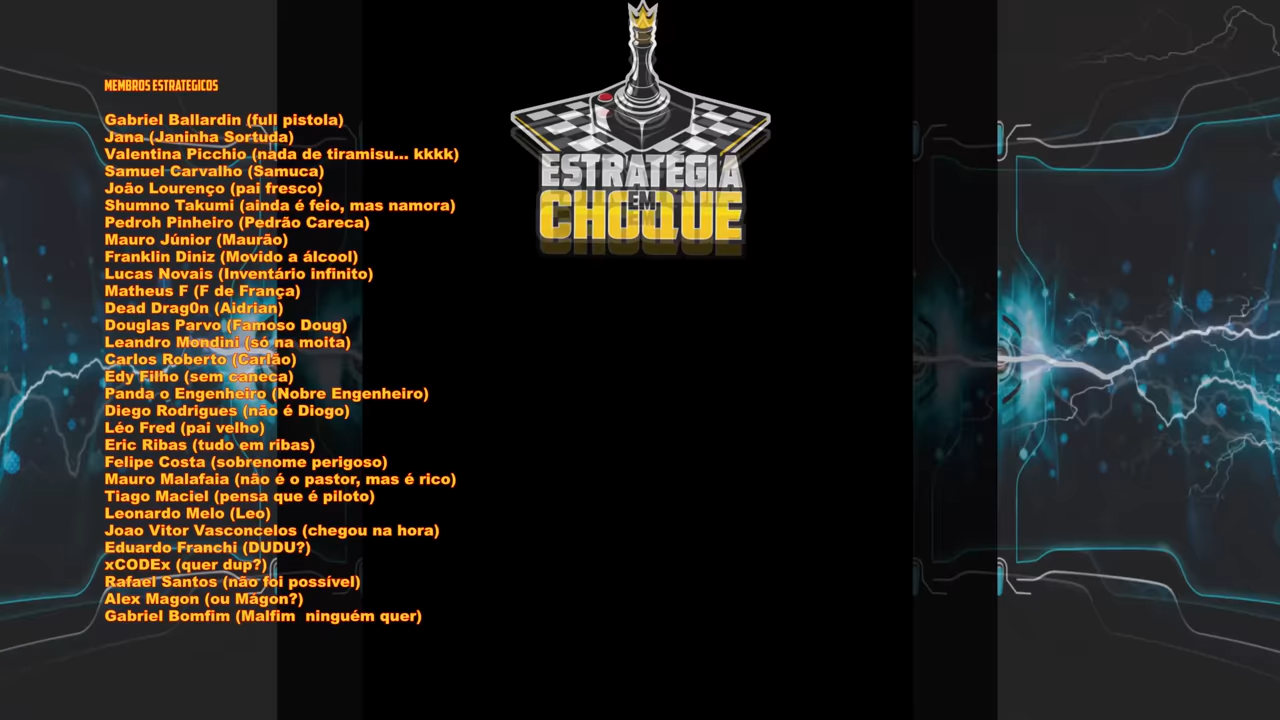 MEMBROS ESTRATEGICOS
Gabriel Ballardin (full pistola)
Jana (Janinha Sortuda)
Valentina Picchio (nada de tiramisu... kkkk)
Samuel Carvalho (Samuca)
João Lourenço (pai fresco)
Shumno Takumi (ainda é feio, mas namora)
Pedroh Pinheiro (Pedrão Careca)
Mauro Júnior (Maurão)
Franklin Diniz (Movido a álcool)
Lucas Novais (Inventário infinito)
Matheus F (F de França)
Dead Drag0n (Aidrian)
Douglas Parvo (Famoso Doug)
Leandro Mondini (só na moita)
Carlos Roberto (Carlão)
Edy Filho (sem caneca)
Panda o Engenheiro (Nobre Engenheiro)
Diego Rodrigues (não é Diogo)
Léo Fred (pai velho)
Eric Ribas (tudo em ribas)
Felipe Costa (sobrenome perigoso)
Mauro Malafaia (não é o pastor, mas é rico)
Tiago Maciel (pensa que é piloto)
Leonardo Melo (Leo)
Joao Vitor Vasconcelos (chegou na hora)
Eduardo Franchi (DUDU?)
xCODEx (quer dup?)
Rafael Santos (não foi possível)
Alex Magon (ou Mágon?)
Gabriel Bomfim (Malfim  ninguém quer)
ESTRATÉGIA
EM
CHOQUE